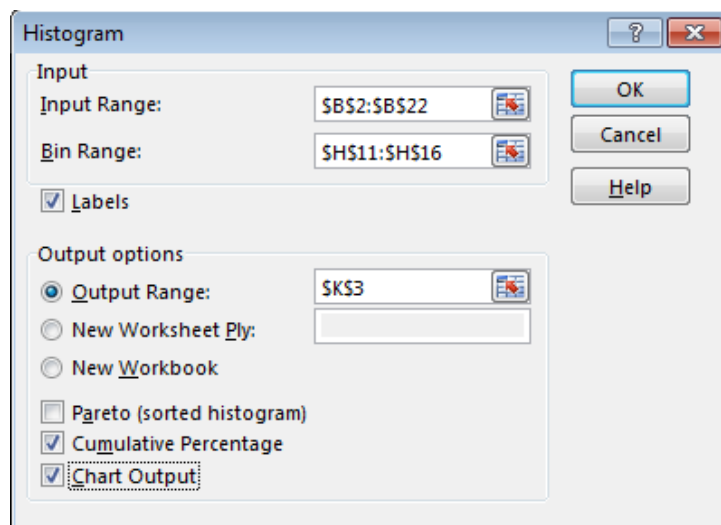 Histogram
Input
Input Range: $B$2:$B$22
Bin Range: $H$11:$H$16
Labels
OK
Cancel
Help
Output options
Output Range: $K$3
New Worksheet Ply:
New Workbook
Pareto (sorted histogram)
Cumulative Percentage
Chart Output